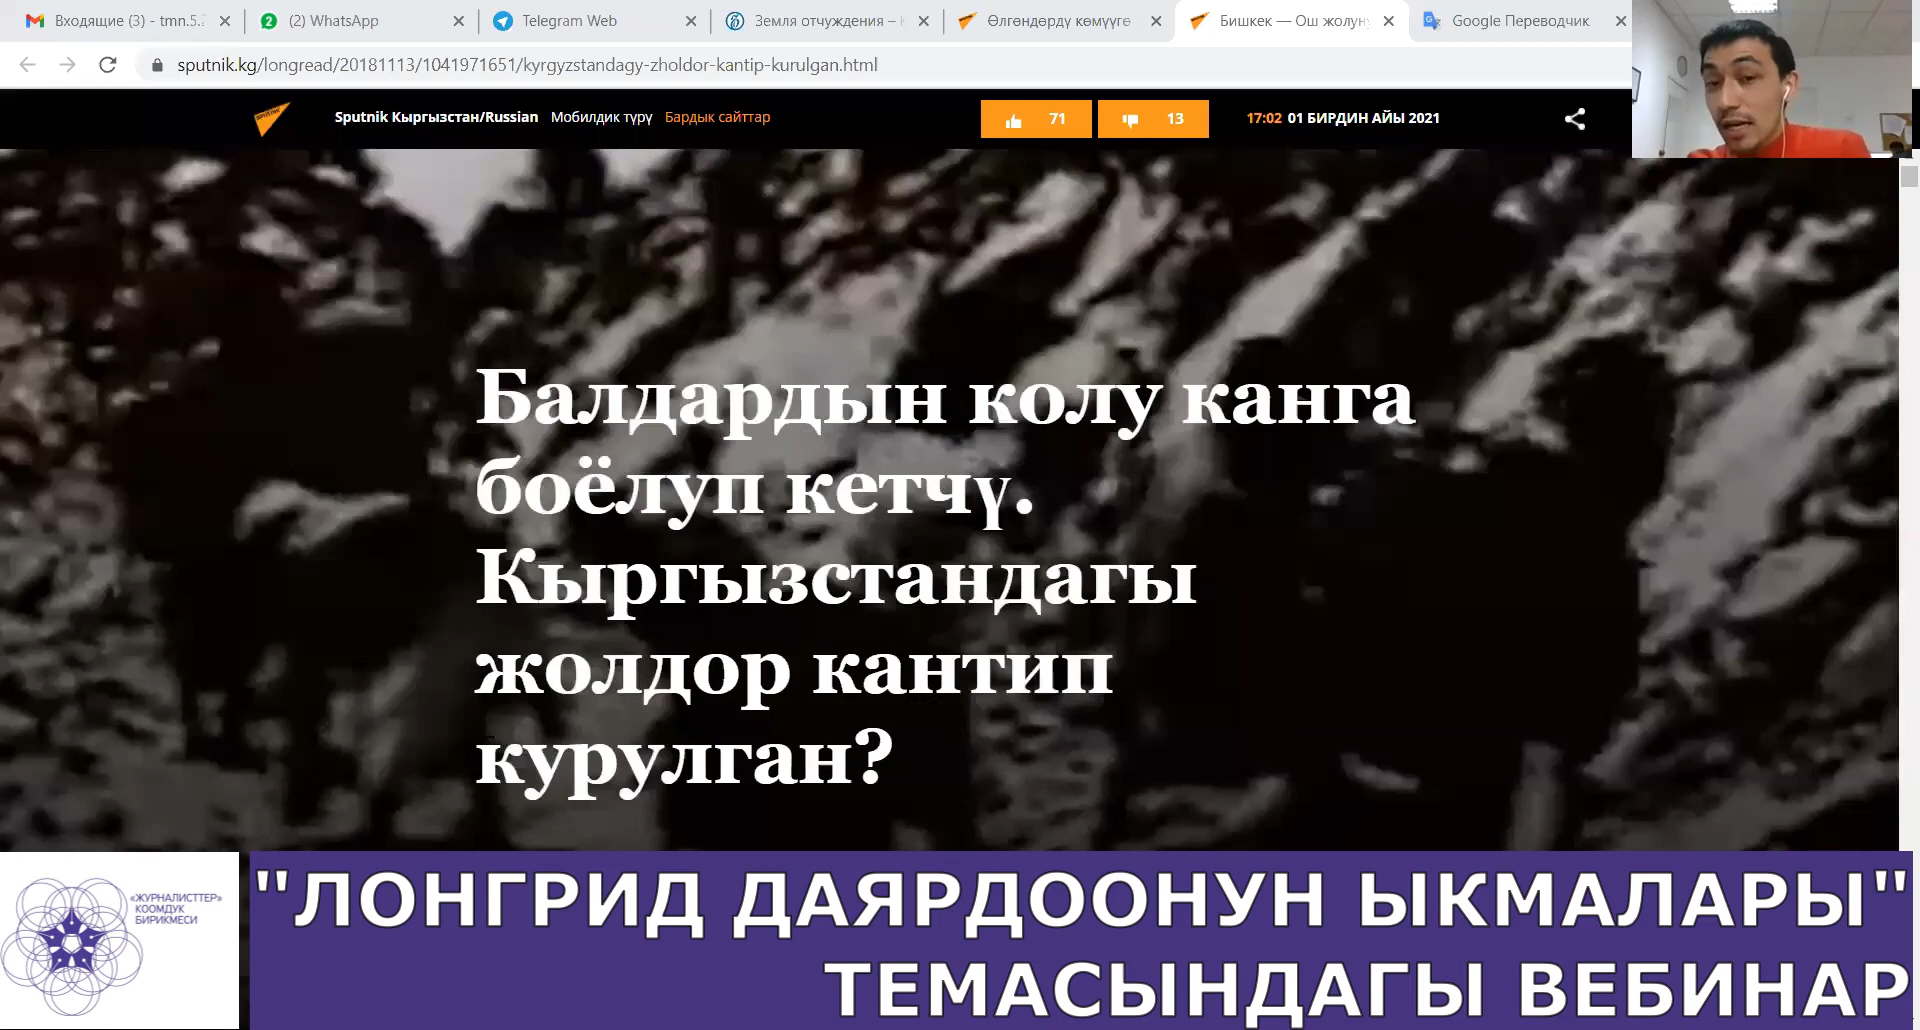 Входящие (3) - tmn.5.
(2) WhatsApp
Telegram Web
Земля отчуждения –
Өлгөндөрдү көмүүгө
Бишкек — Ош жолун
Google Переводчик
sputnik.kg/longread/20181113/1041971651/kyrgyzstandagy-zholdor-kantip-kurulgan.html
SPUTNIK
Sputnik Кыргызстан/Russian Мобилдик түрү Бардык сайттар
71
13
17:02 01 БИРДИН АЙЫ 2021
Балдардын колу канга
боёлуп кетчү.
Кыргызстандагы
жолдор кантип
курулган?
«ЖУРНАЛИСТТЕР»
КООМДУК
БИРИКМЕСИ
"ЛОНГРИД ДАЯРДООНУН ЫКМАЛАРЫ"
ТЕМАСЫНДАГЫ ВЕБИНАР